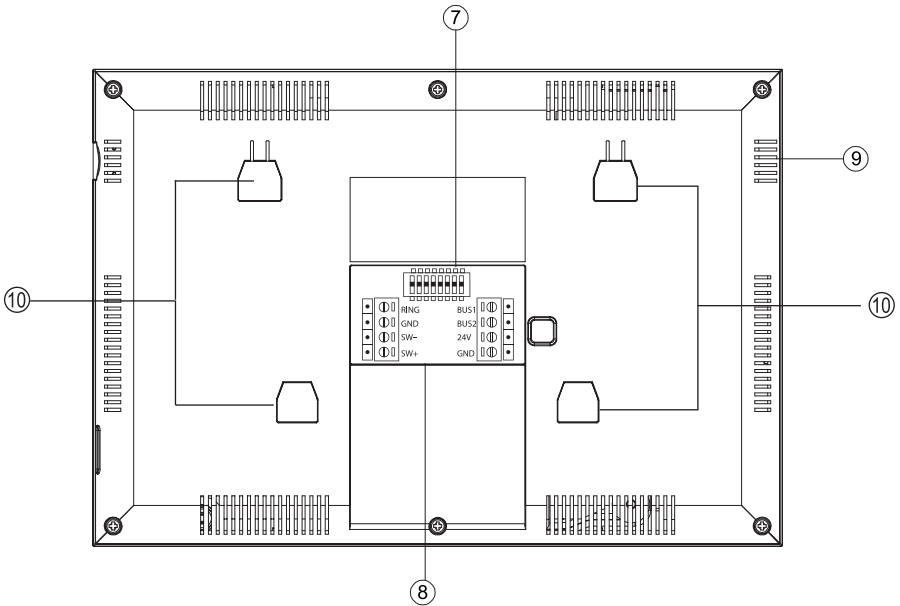 ⑦
⑨
⑩
⑩
RING BUS1
GND BUS2
SW− 24V
SW+ GND
⑧